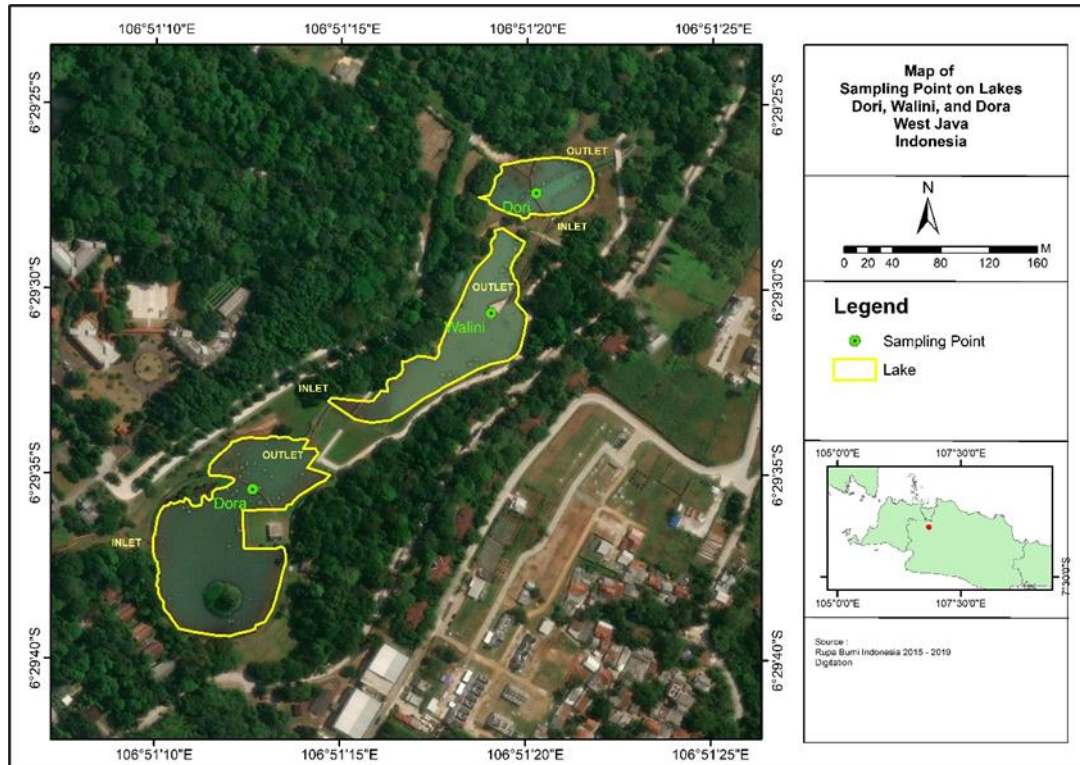 106°51'10"E
106°51'15"E
106°51'20"E
106°51'25"E
6°29'25"S
6°29'25"S
OUTLET
Dori
INLET
6°29'30"S
6°29'30"S
OUTLET
Walini
INLET
6°29'35"S
6°29'35"S
OUTLET
Dora
INLET
6°29'40"S
6°29'40"S
106°51'10"E
106°51'15"E
106°51'20"E
106°51'25"E
Map of
Sampling Point on Lakes
Dori, Walini, and Dora
West Java
Indonesia
N
M
0 20 40 80 120 160
Legend
Sampling Point
Lake
105°0'0"E
107°30'0"E
7°30'0"S
105°0'0"E
107°30'0"E
Source :
Rupa Bumi Indonesia 2015 - 2019
Digitation